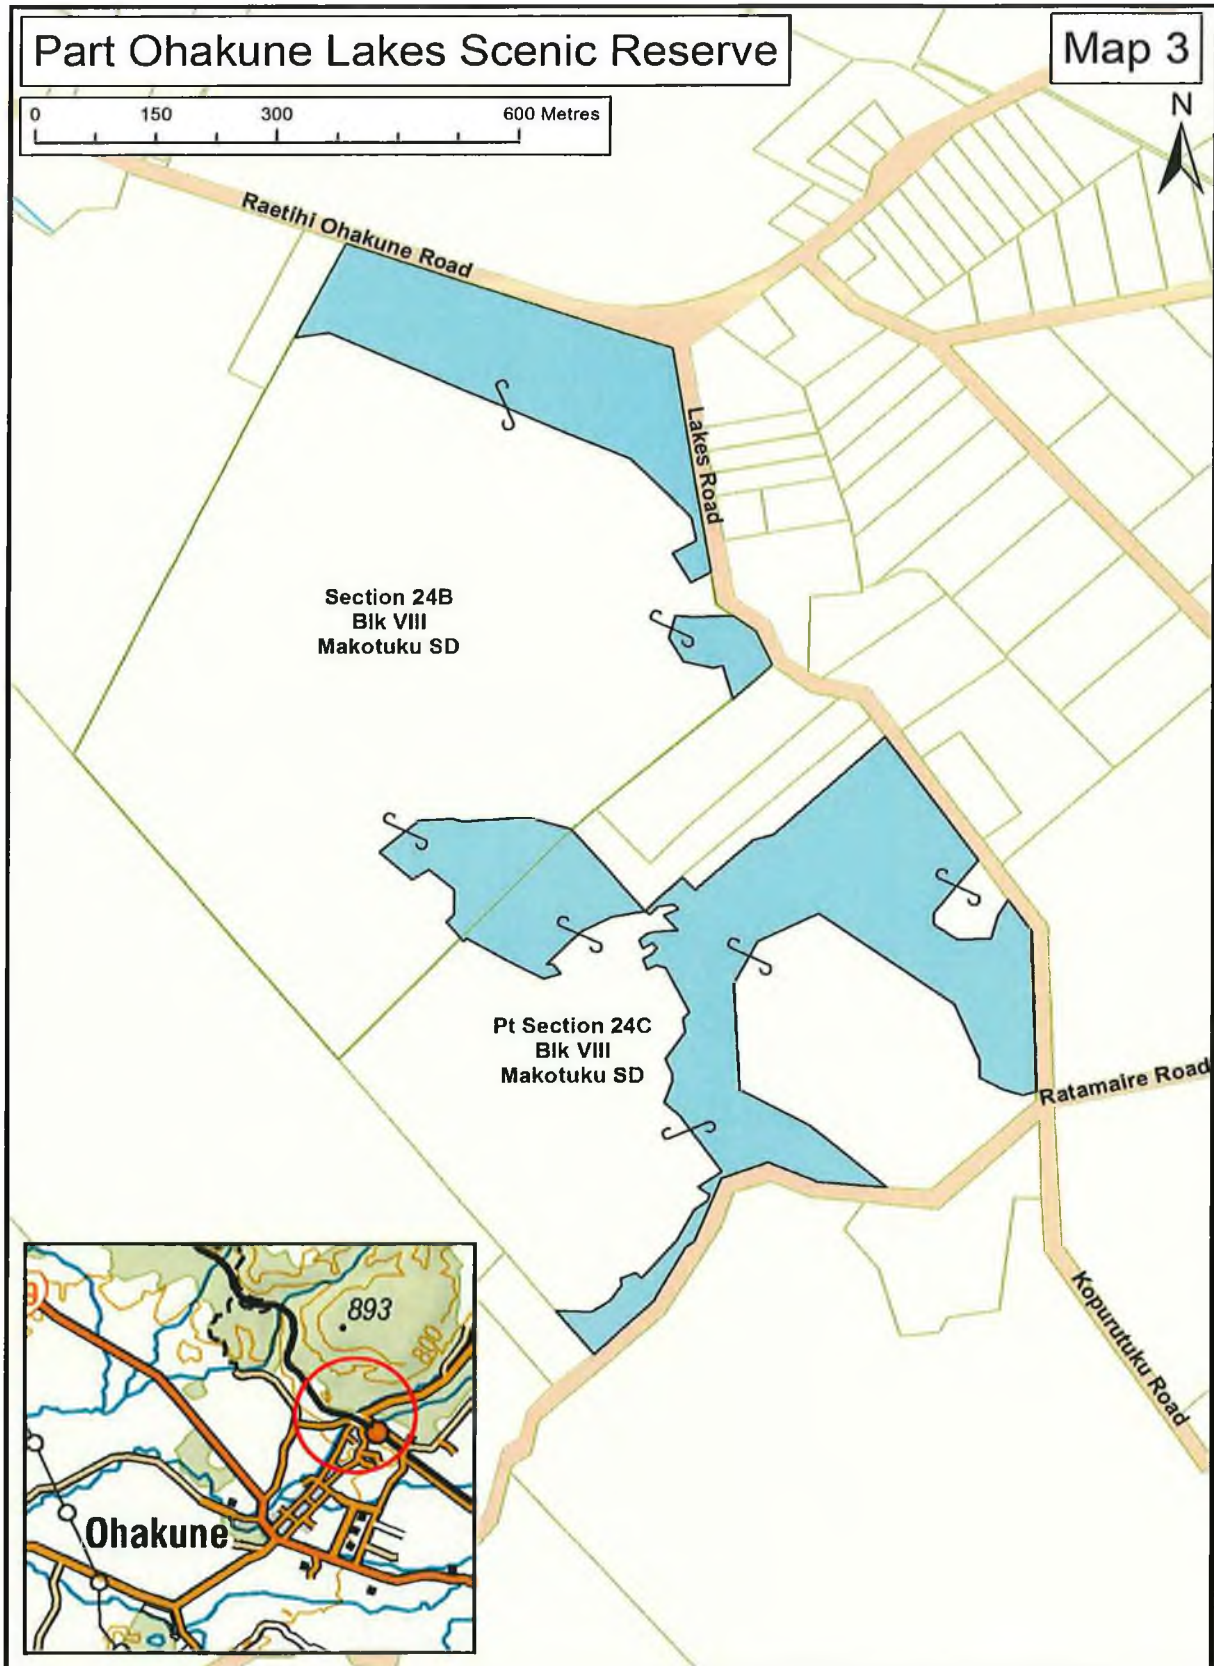 Part Ohakune Lakes Scenic Reserve
Map 3
0 150 300 600 Metres
N
Raetihi Ohakune Road
Lakes Road
Section 24B
Blk VIII
Makotuku SD
Pt Section 24C
Blk VIII
Makotuku SD
Ratamaire Road
Kopurutuku Road
893
800
Ohakune